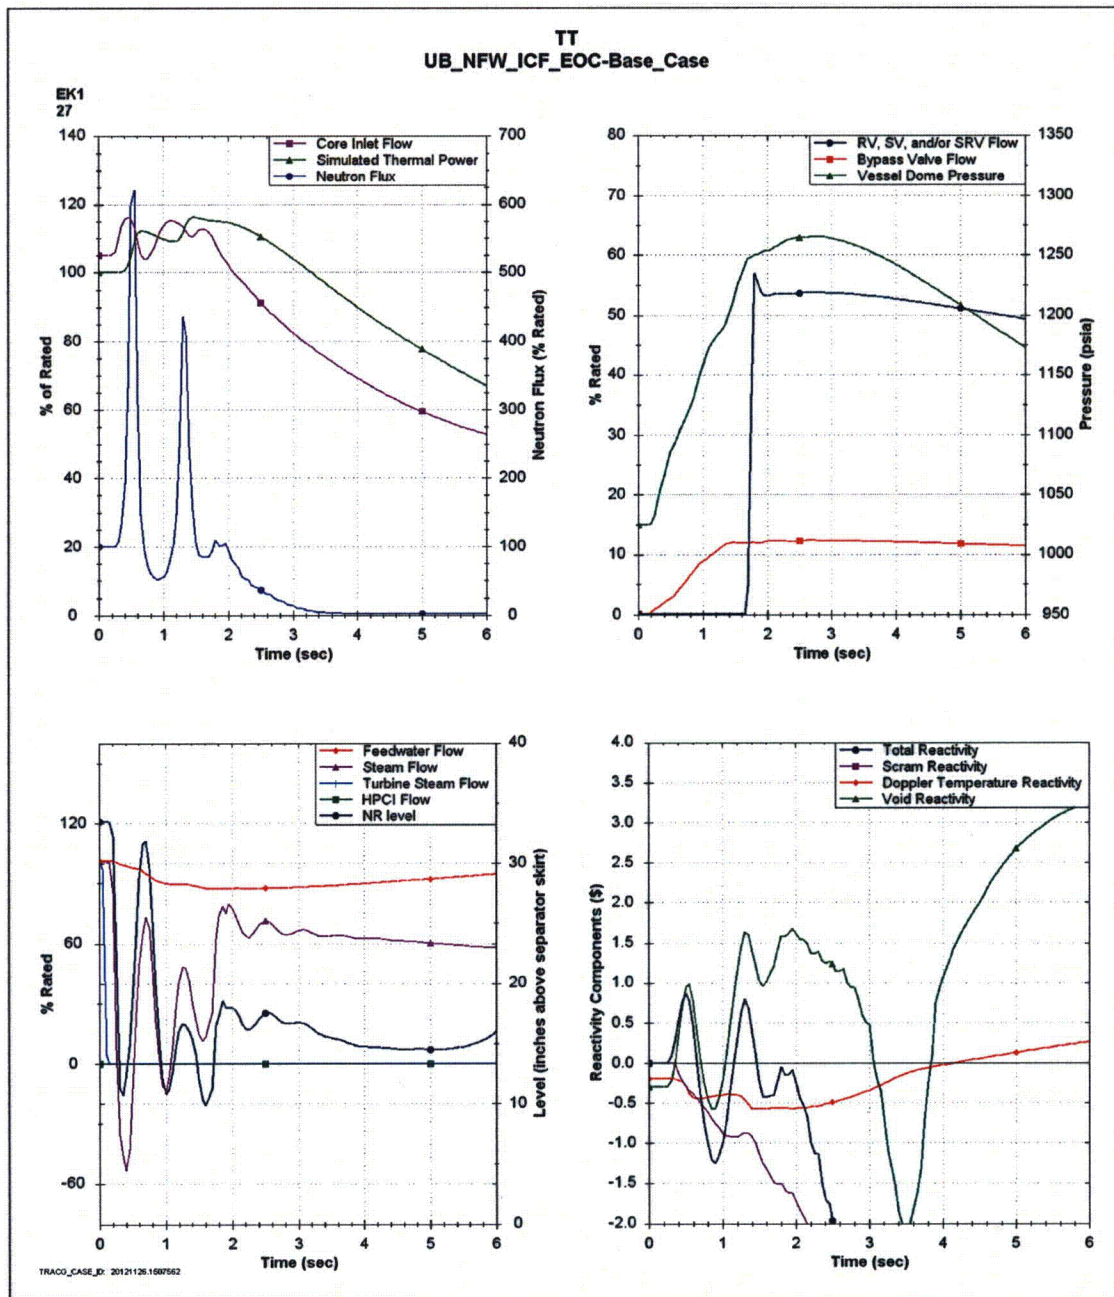 TT
UB_NFW_ICF_EOC-Base_Case
EK1
27
140
120
100
80
60
40
20
0
% of Rated
Core Inlet Flow
Simulated Thermal Power
Neutron Flux
700
600
500
400
300
200
100
0
Neutron Flux (% Rated)
0 1 2 3 4 5 6
Time (sec)
80
70
60
50
40
30
20
10
0
% Rated
RV, SV, and/or SRV Flow
Bypass Valve Flow
Vessel Dome Pressure
1350
1300
1250
1200
1150
1100
1050
1000
950
Pressure (psia)
0 1 2 3 4 5 6
Time (sec)
120
60
0
-60
% Rated
Feedwater Flow
Steam Flow
Turbine Steam Flow
HPCI Flow
NR level
40
30
20
10
0
Level (inches above separator skirt)
0 1 2 3 4 5 6
Time (sec)
4.0
3.5
3.0
2.5
2.0
1.5
1.0
0.5
0.0
-0.5
-1.0
-1.5
-2.0
Reactivity Components ($)
Total Reactivity
Scram Reactivity
Doppler Temperature Reactivity
Void Reactivity
0 1 2 3 4 5 6
Time (sec)
TRACG_CASE_ID: 20121126.1507562